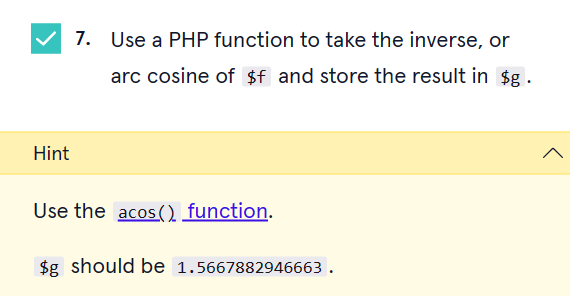 7. Use a PHP function to take the inverse, or
arc cosine of $f and store the result in $g.
Hint
Use the acos() function.
$g should be 1.5667882946663.